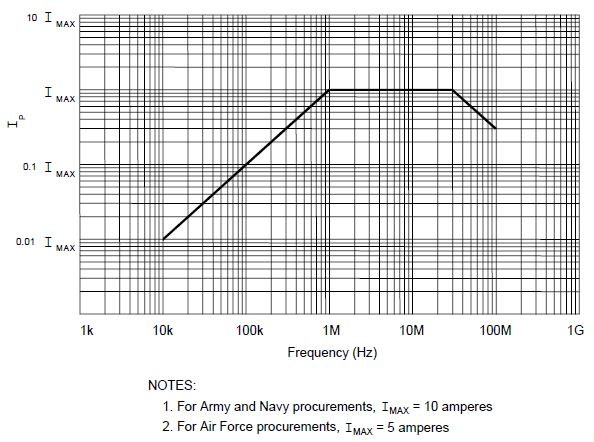 10 I MAX
I MAX
I P
0.1 I MAX
0.01 I MAX
1k 10k 100k 1M 10M 100M 1G
Frequency (Hz)
NOTES:
1. For Army and Navy procurements, IMAX = 10 amperes
2. For Air Force procurements, IMAX = 5 amperes